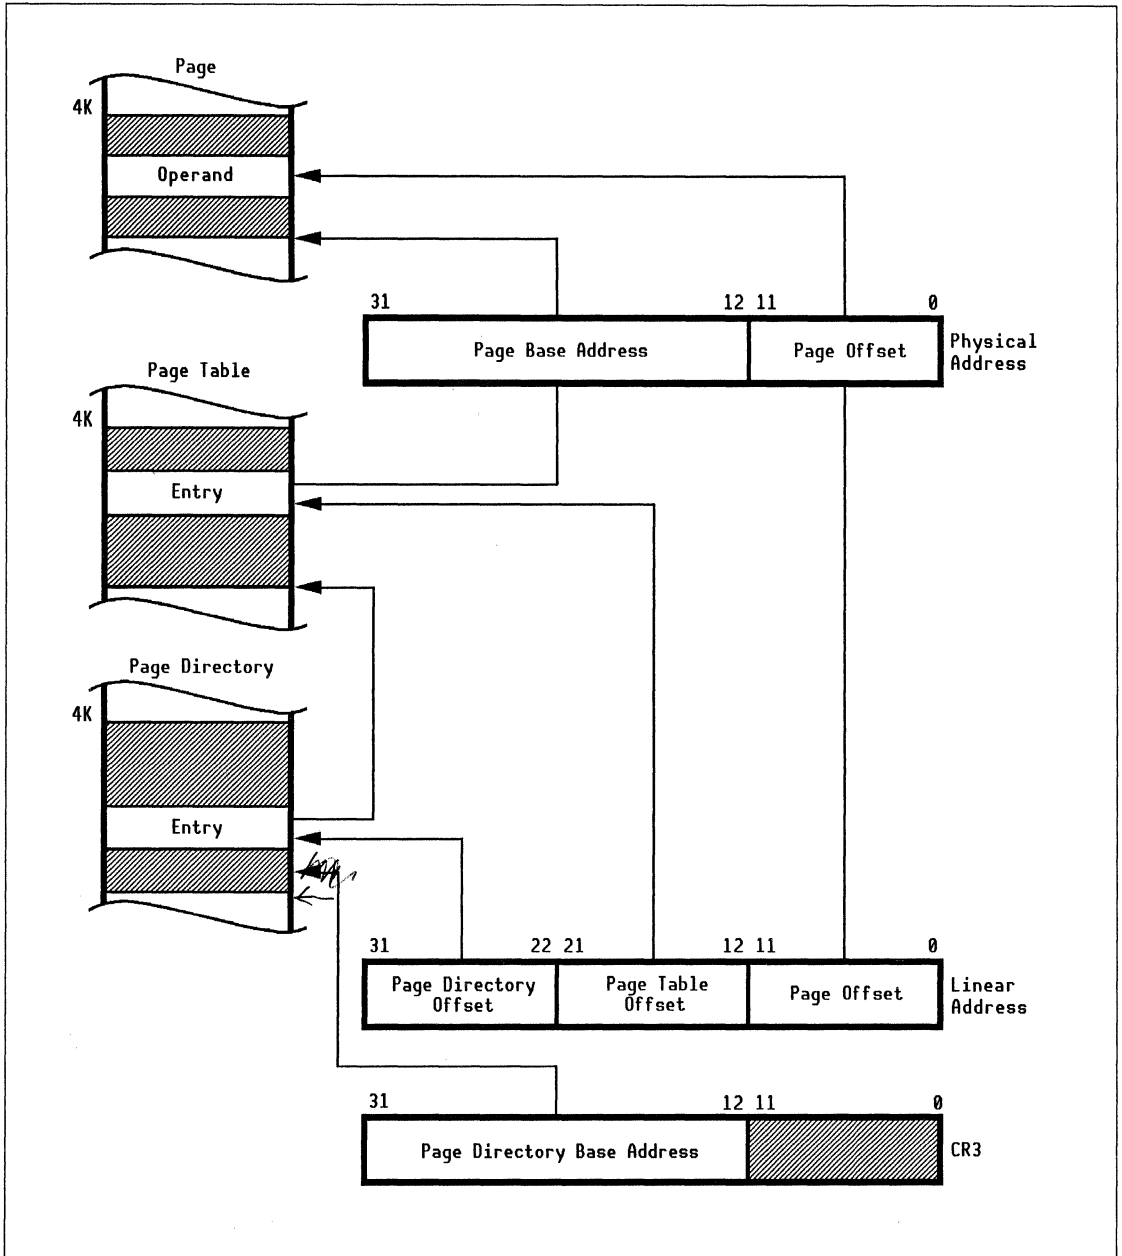 Page
4K
Operand
31 12 11 0
Page Base Address Page Offset
Physical
Address
Page Table
4K
Entry
Page Directory
4K
Entry
31 22 21 12 11 0
Page Directory
Offset
Page Table
Offset
Page Offset
Linear
Address
31 12 11 0
Page Directory Base Address
CR3